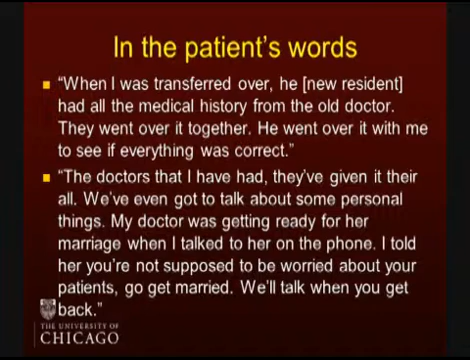 In the patient's words
"When I was transferred over, he [new resident]
had all the medical history from the old doctor.
They went over it together. He went over it with me
to see if everything was correct."
"The doctors that I have had, they've given it their
all. We've even got to talk about some personal
things. My doctor was getting ready for her
marriage when I talked to her on the phone. I told
her you're not supposed to be worried about your
patients, go get married. We'll talk when you get
back."
THE UNIVERSITY OF
CHICAGO